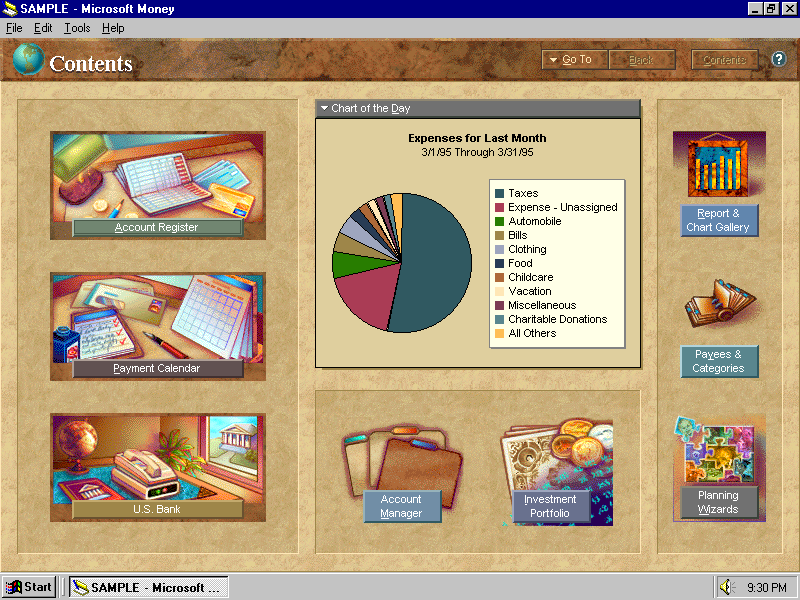 SAMPLE - Microsoft Money
File Edit Tools Help
Contents
Go To
Back
Contents
?
Account Register
Payment Calendar
U.S. Bank
Chart of the Day
Expenses for Last Month
3/1/95 Through 3/31/95
Taxes
Expense - Unassigned
Automobile
Bills
Clothing
Food
Childcare
Vacation
Miscellaneous
Charitable Donations
All Others
Account
Manager
Investment
Portfolio
Report &
Chart Gallery
Payees &
Categories
Planning
Wizards
Start
SAMPLE - Microsoft ...
9:30 PM